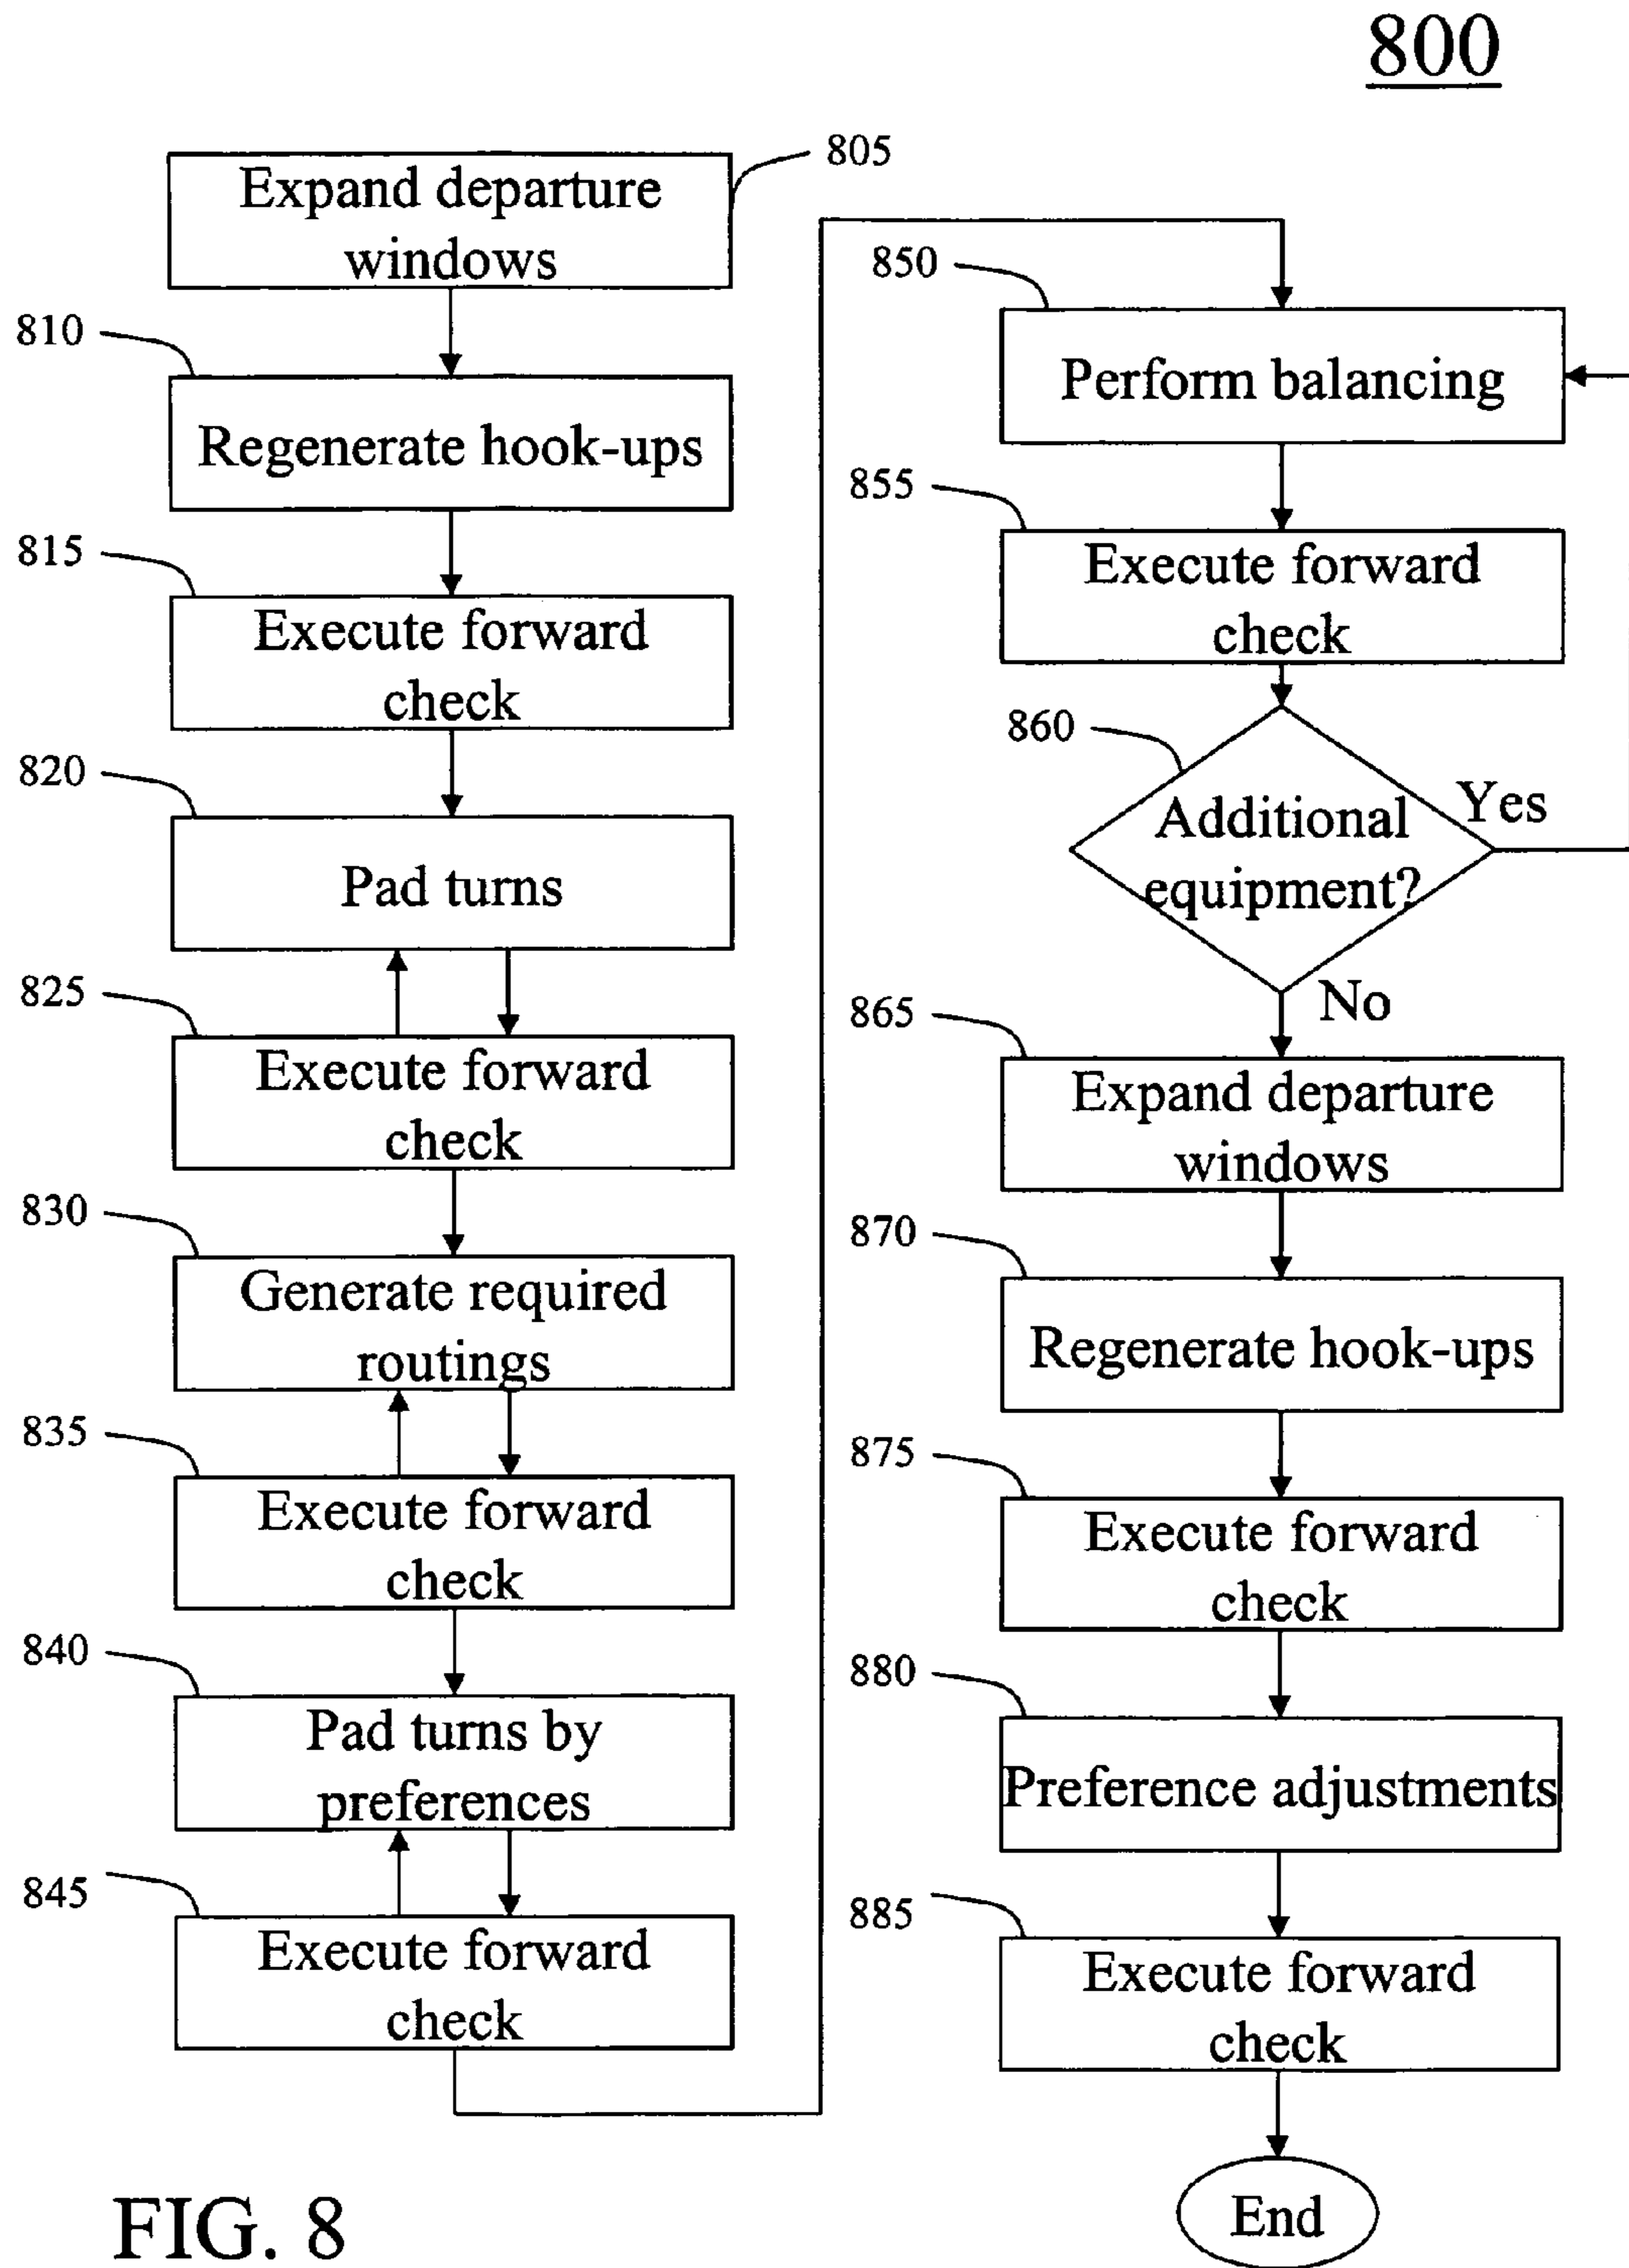 800
805
Expand departure
windows
810
Regenerate hook-ups
815
Execute forward
check
820
Pad turns
825
Execute forward
check
830
Generate required
routings
835
Execute forward
check
840
Pad turns by
preferences
845
Execute forward
check
850
Perform balancing
855
Execute forward
check
860
Additional
equipment?
Yes
No
865
Expand departure
windows
870
Regenerate hook-ups
875
Execute forward
check
880
Preference adjustments
885
Execute forward
check
End
FIG. 8